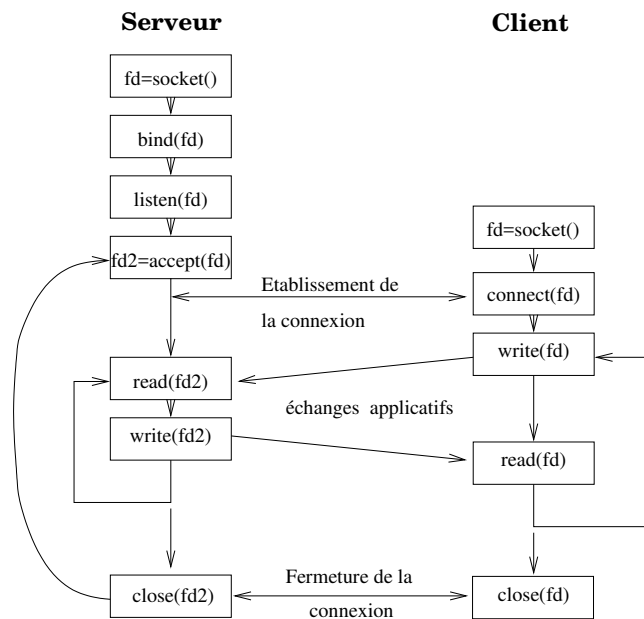 Serveur
Client
fd=socket()
bind(fd)
listen(fd)
fd=socket()
fd2=accept(fd)
Etablissement de
la connexion
connect(fd)
write(fd)
read(fd2)
échanges applicatifs
write(fd2)
read(fd)
Fermeture de la
connexion
close(fd2)
close(fd)